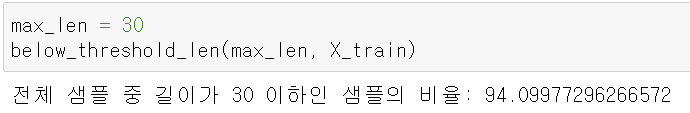 max_len = 30
below_threshold_len(max_len, X_train)
전체 샘플 중 길이가 30 이하인 샘플의 비율: 94.09977296266572